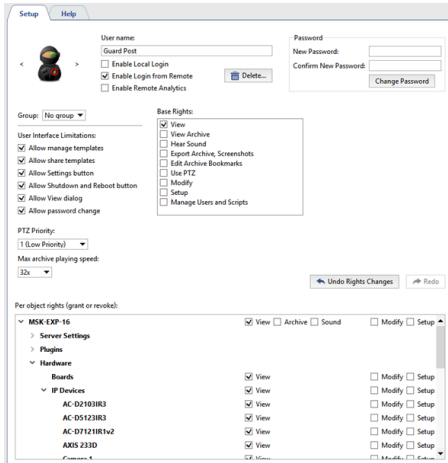 Setup
Help
User name:
Guard Post
Enable Local Login
Enable Login from Remote
Enable Remote Analytics
Delete...
Password
New Password:
Confirm New Password:
Change Password
Group: No group
User Interface Limitations:
Allow manage templates
Allow share templates
Allow Settings button
Allow Shutdown and Reboot button
Allow View dialog
Allow password change
Base Rights:
View
View Archive
Hear Sound
Export Archive, Screenshots
Edit Archive Bookmarks
Use PTZ
Modify
Setup
Manage Users and Scripts
PTZ Priority:
1 (Low Priority)
Max archive playing speed:
32x
Undo Rights Changes
Redo
Per object rights (grant or revoke):
MSK-EXP-16 View Archive Sound Modify Setup
Server Settings
Plugins
Hardware
Boards View Modify Setup
IP Devices View Modify Setup
AC-D2103IR3 View Modify Setup
AC-D5123IR3 View Modify Setup
AC-D7121IR1v2 View Modify Setup
AXIS 233D View Modify Setup
Camera 1 View Modify Setup